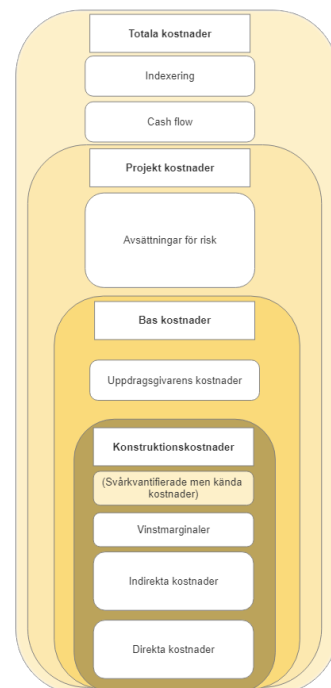 Totala kostnader
Indexering
Cash flow
Projekt kostnader
Avsättningar för risk
Bas kostnader
Uppdragsgivarens kostnader
Konstruktionskostnader
(Svårkvantifierade men kända
kostnader)
Vinstmarginaler
Indirekta kostnader
Direkta kostnader